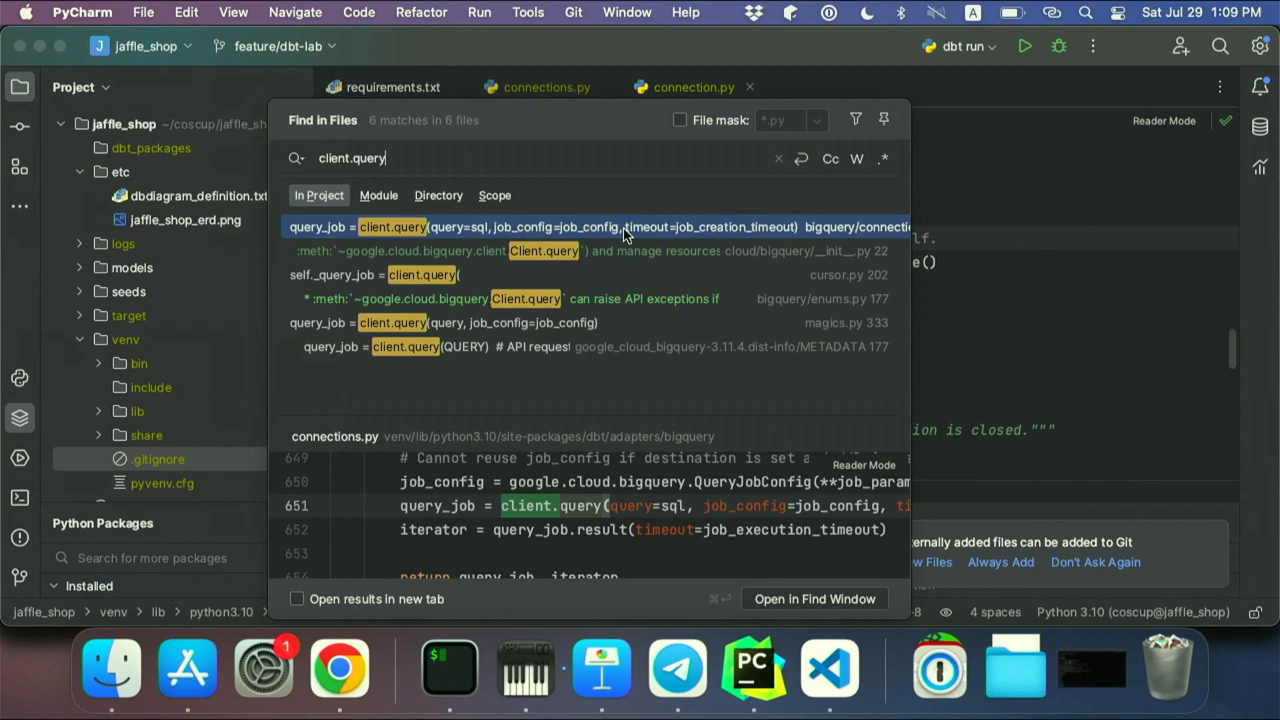 PyCharm File Edit View Navigate Code Refactor Run Tools Git Window Help A Sat Jul 29 1:09 PM
J jaffle_shop feature/dbt-lab dbt run
Project requirements.txt connections.py connection.py
jaffle_shop ~/coscup/jaffle_sh
Find in Files 6 matches in 6 files File mask: *.py
Reader Mode
dbt_packages
client.query Cc W .*
etc
dbdiagram_definition.txt
In Project Module Directory Scope
jaffle_shop_erd.png
query_job = client.query(query=sql, job_config=job_config, timeout=job_creation_timeout) bigquery/connecti
lf.
logs
:meth:`~google.cloud.bigquery.client.Client.query`) and manage resources cloud/bigquery/__init__.py 22
e()
models
self._query_job = client.query( cursor.py 202
seeds
* :meth:`~google.cloud.bigquery.Client.query` can raise API exceptions if bigquery/enums.py 177
target
query_job = client.query(query, job_config=job_config) magics.py 333
venv
query_job = client.query(QUERY) # API request google_cloud_bigquery-3.11.4.dist-info/METADATA 177
bin
include
lib
share
connections.py venv/lib/python3.10/site-packages/dbt/adapters/bigquery
ion is closed."""
.gitignore
649 # Cannot reuse job_config if destination is set a
Reader Mode
pyvenv.cfg
650 job_config = google.cloud.bigquery.QueryJobConfig(**job_param
651 query_job = client.query(query=sql, job_config=job_config, ti
Python Packages
652 iterator = query_job.result(timeout=job_execution_timeout)
xternally added files can be added to Git
653
Search for more packages
w Files Always Add Don't Ask Again
654 return query_job, iterator
Installed
Open results in new tab Open in Find Window
jaffle_shop venv lib python3.10 -8 4 spaces Python 3.10 (coscup@jaffle_shop)
1
$
PC